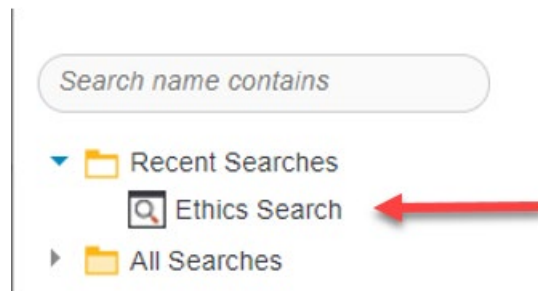 Search name contains
Recent Searches
Ethics Search
All Searches